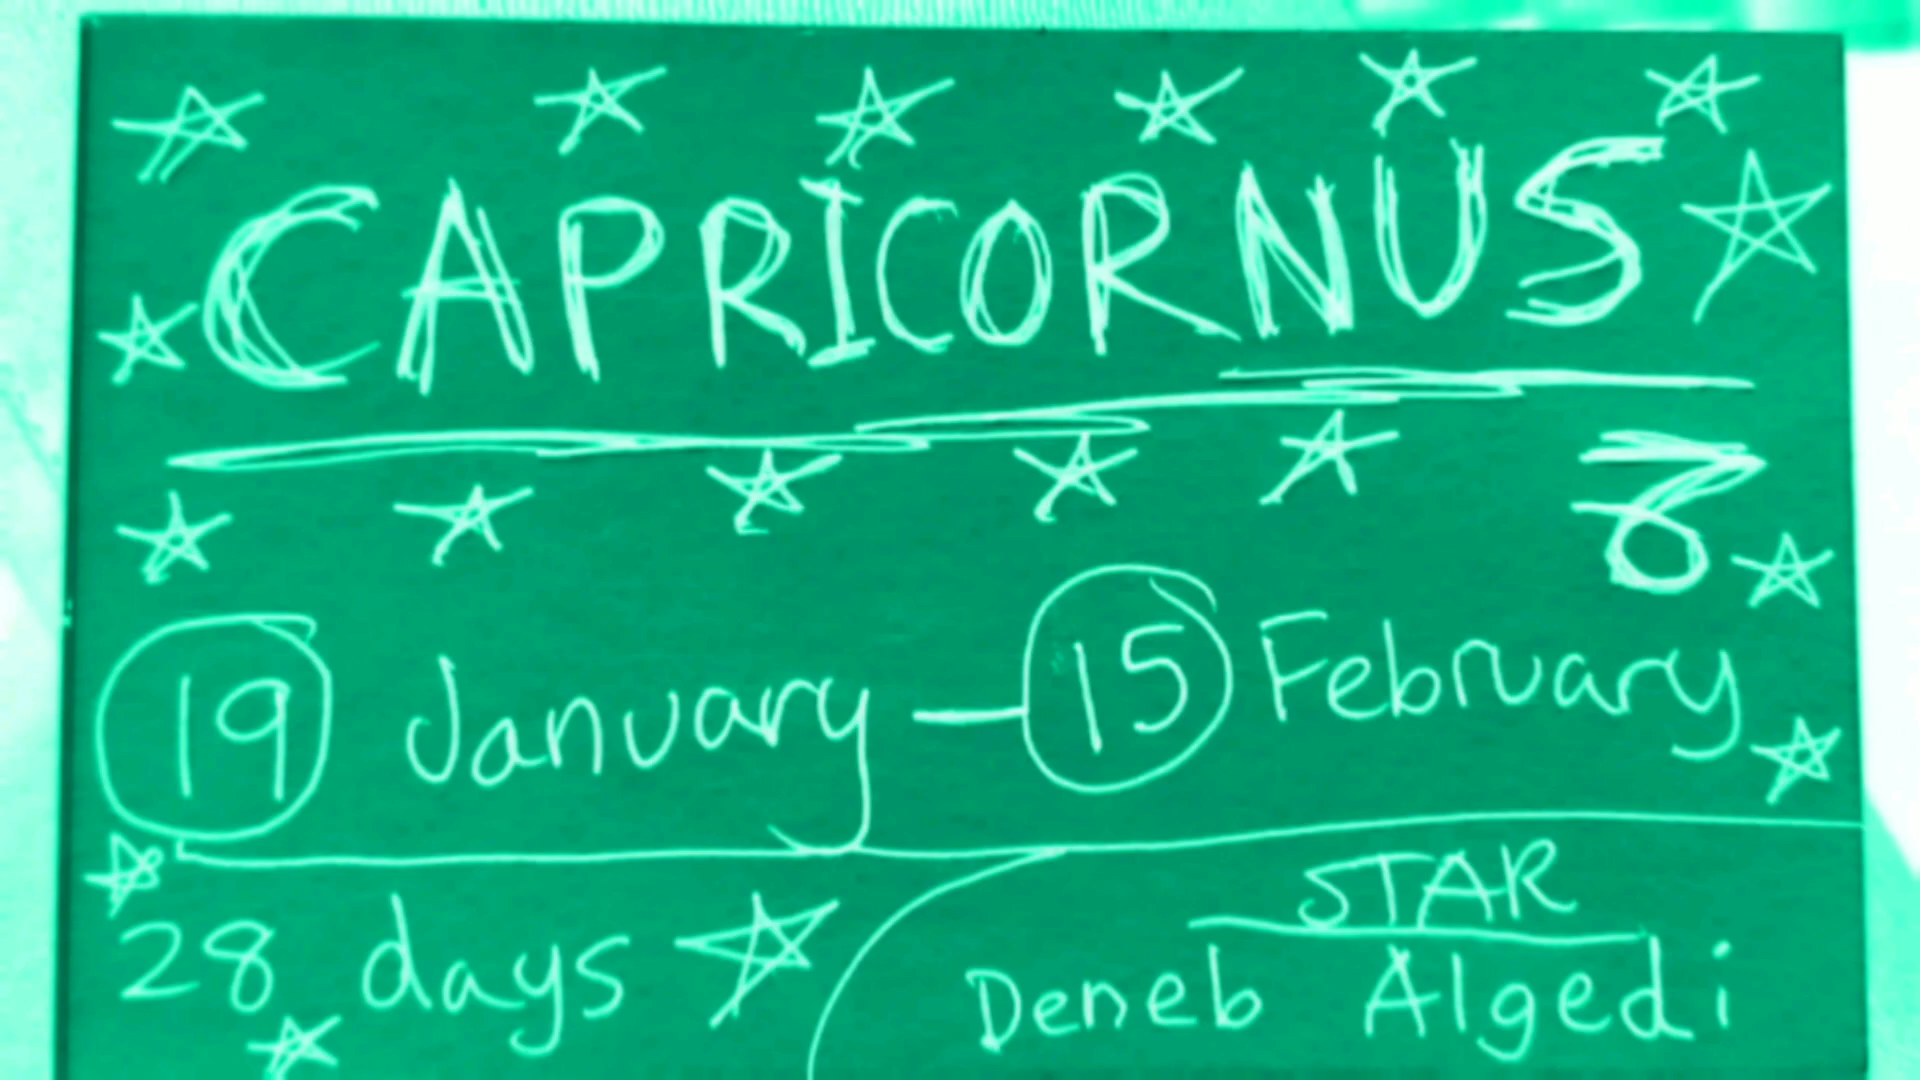 CAPRICORNUS
19 January — 15 February
28 days
STAR
Deneb Algedi